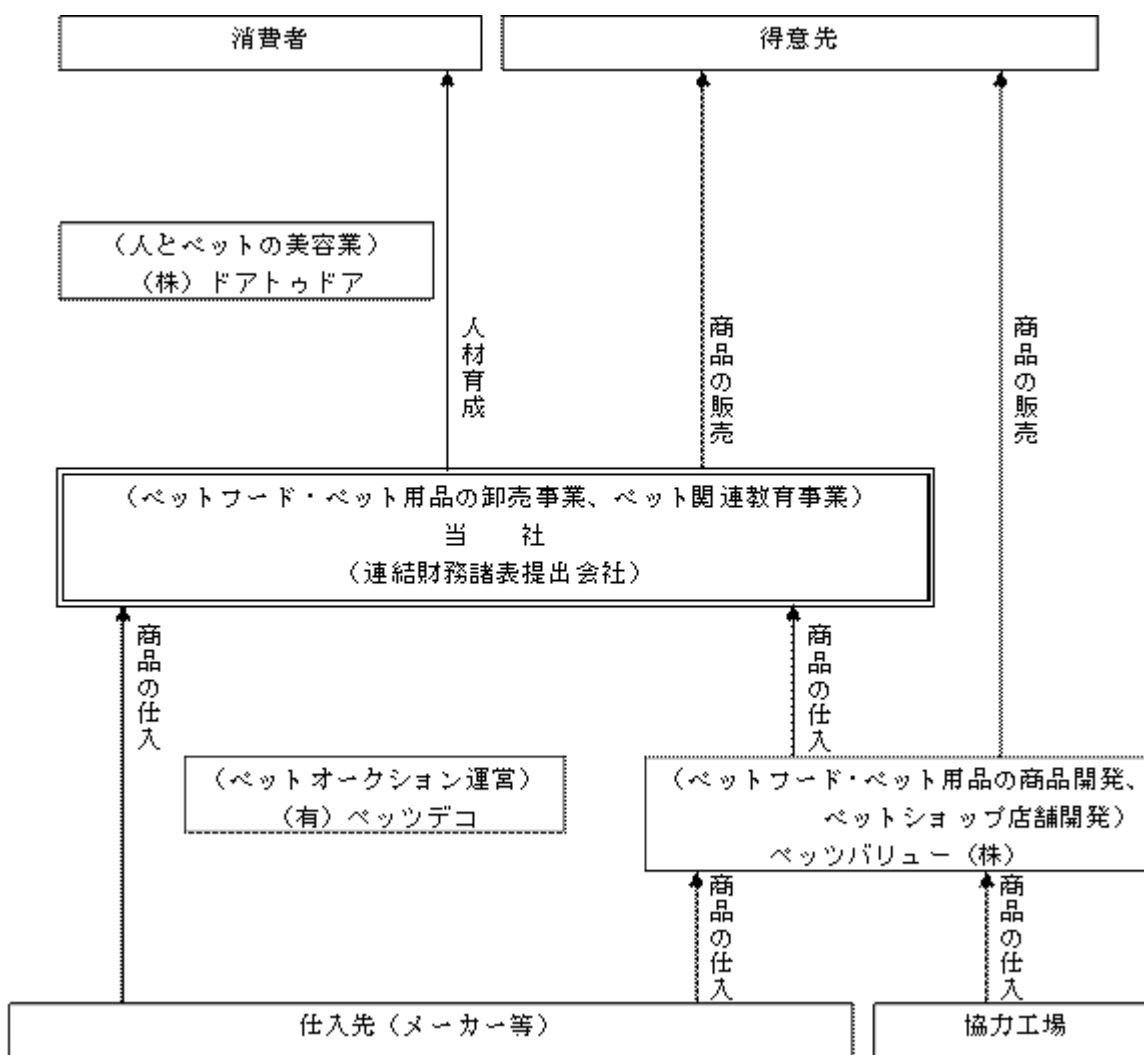 消費者
得意先
（人とペットの美容業）
（株）ドアトゥドア
人材育成
商品の販売
商品の販売
（ペットフード・ペット用品の卸売事業、ペット関連教育事業）
当　　社
（連結財務諸表提出会社）
商品の仕入
商品の仕入
（ペットオークション運営）
（有）ペッツデコ
（ペットフード・ペット用品の商品開発、
ペットショップ店舗開発）
ペッツバリュー（株）
商品の仕入
商品の仕入
仕入先（メーカー等）
協力工場